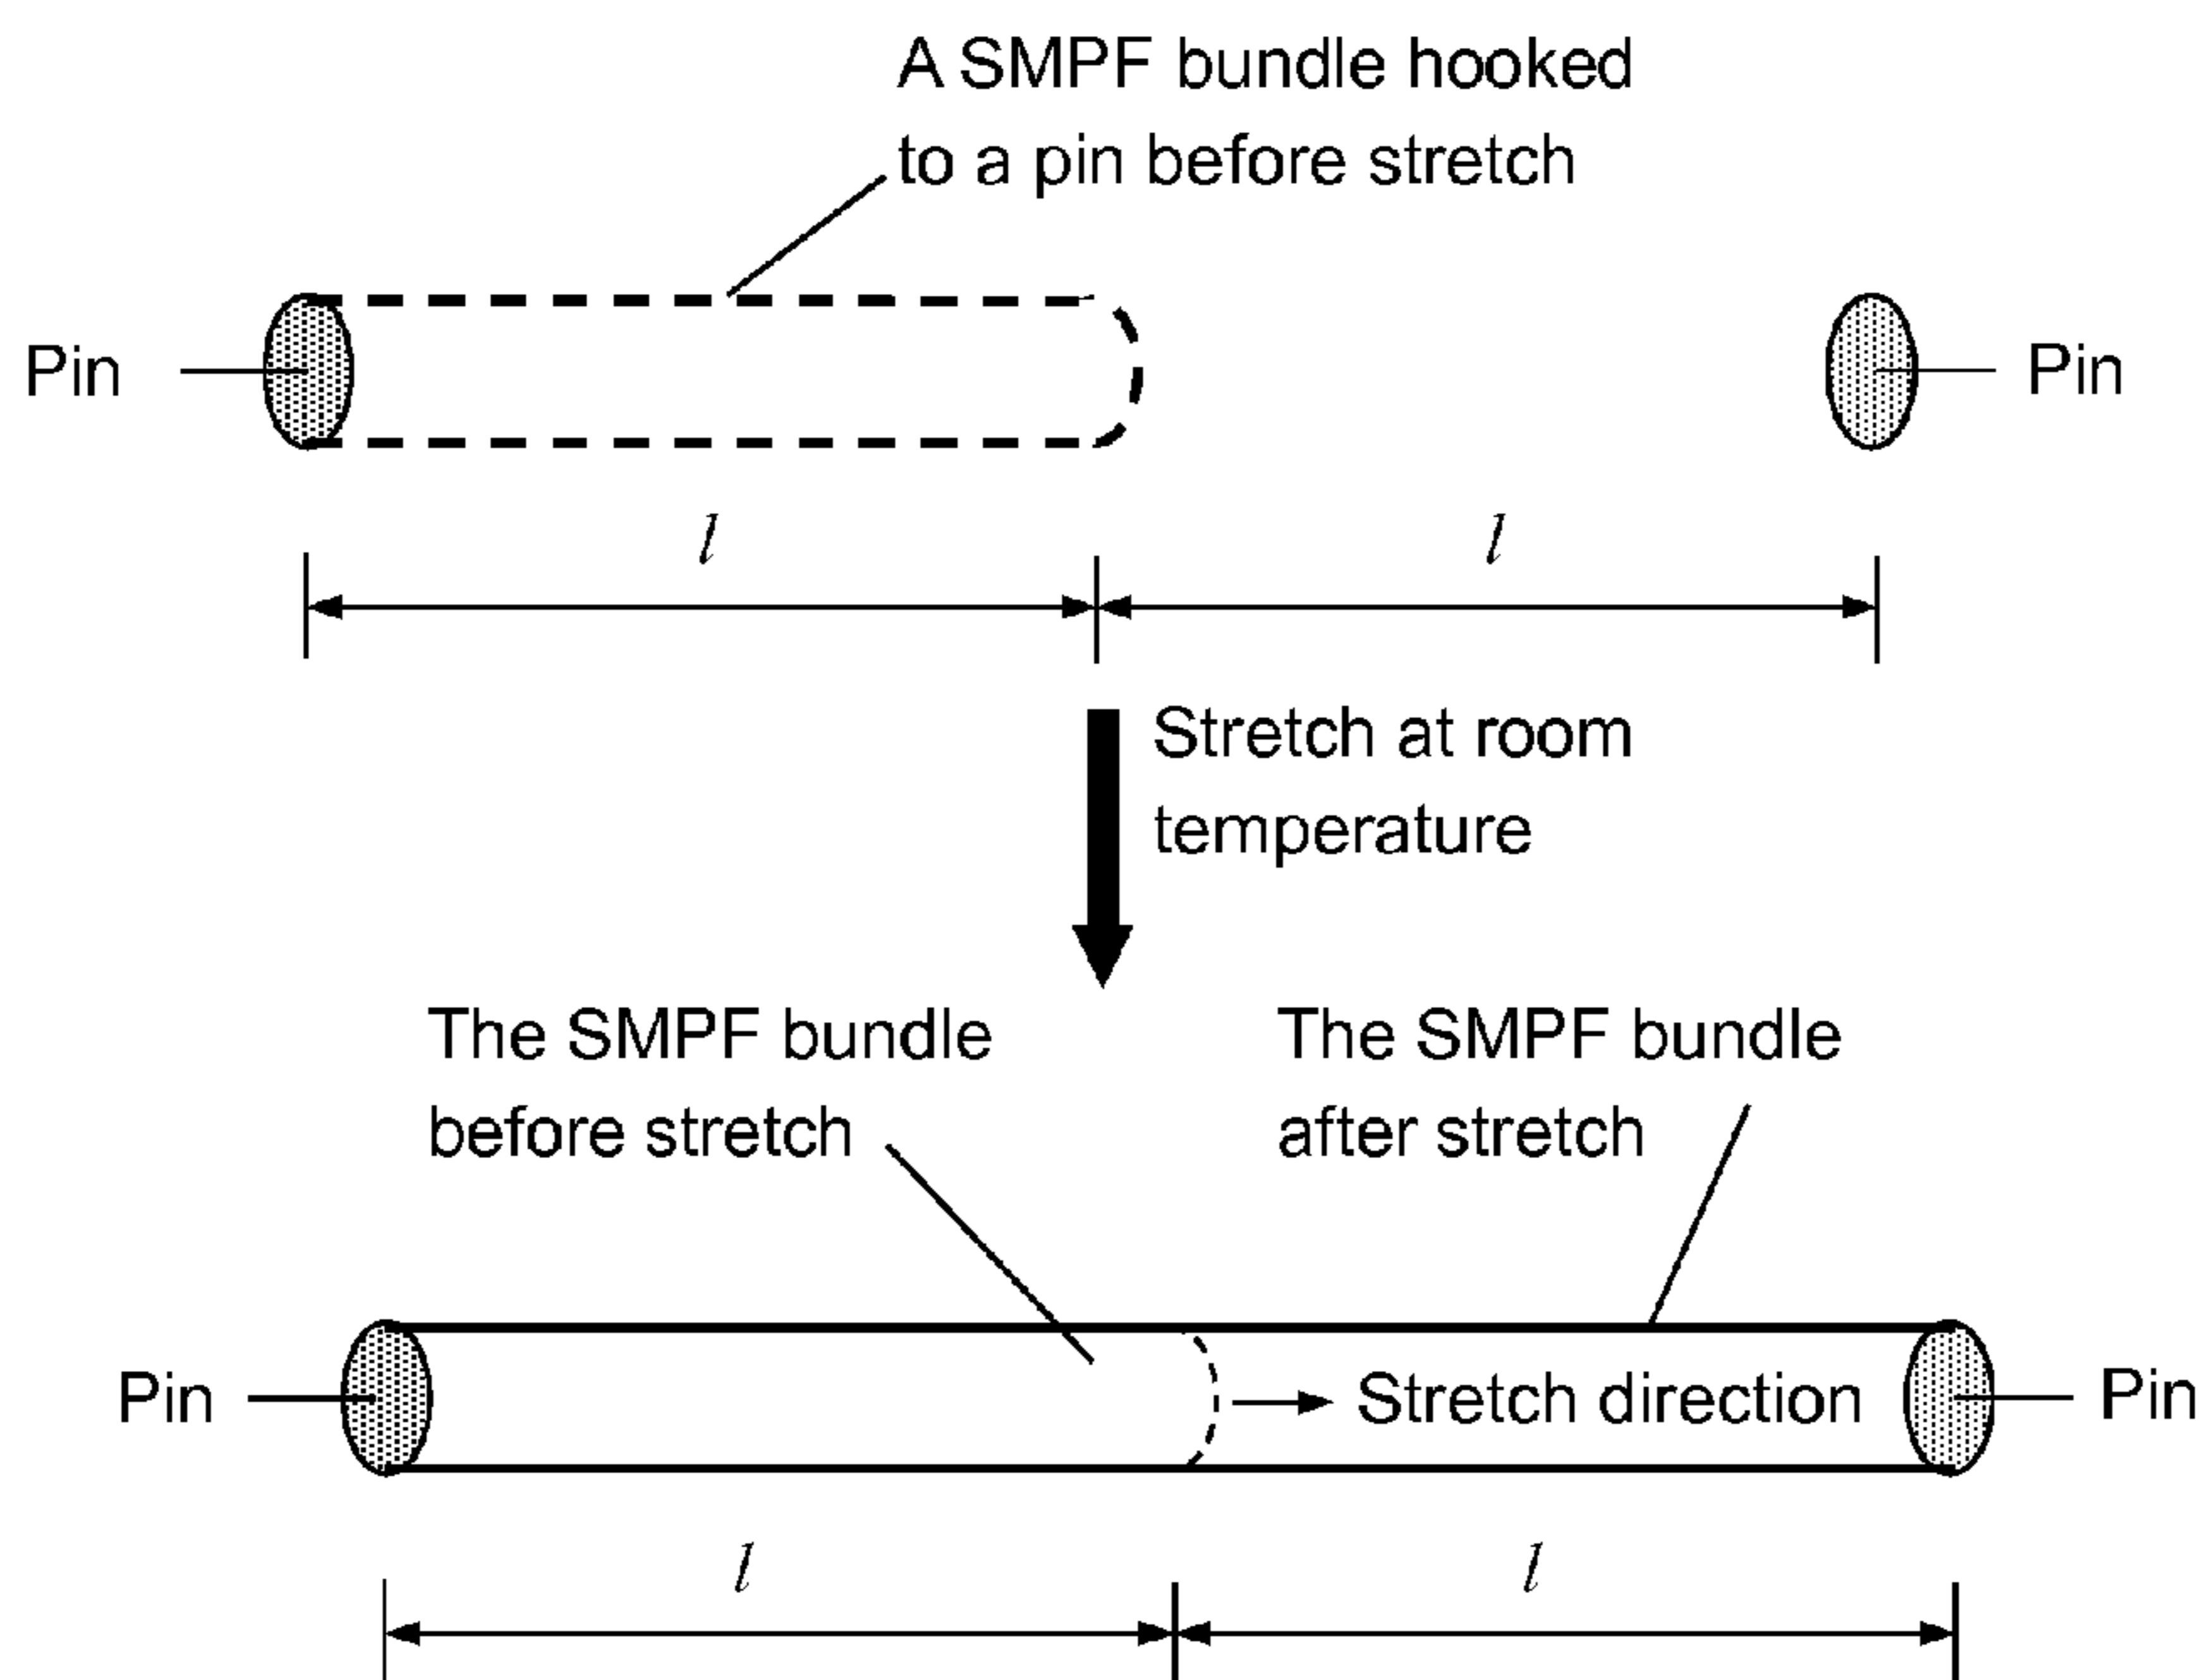 A SMPF bundle hooked
to a pin before stretch
Pin
Pin
l
l
Stretch at room
temperature
The SMPF bundle
before stretch
The SMPF bundle
after stretch
Pin
Stretch direction
Pin
l
l